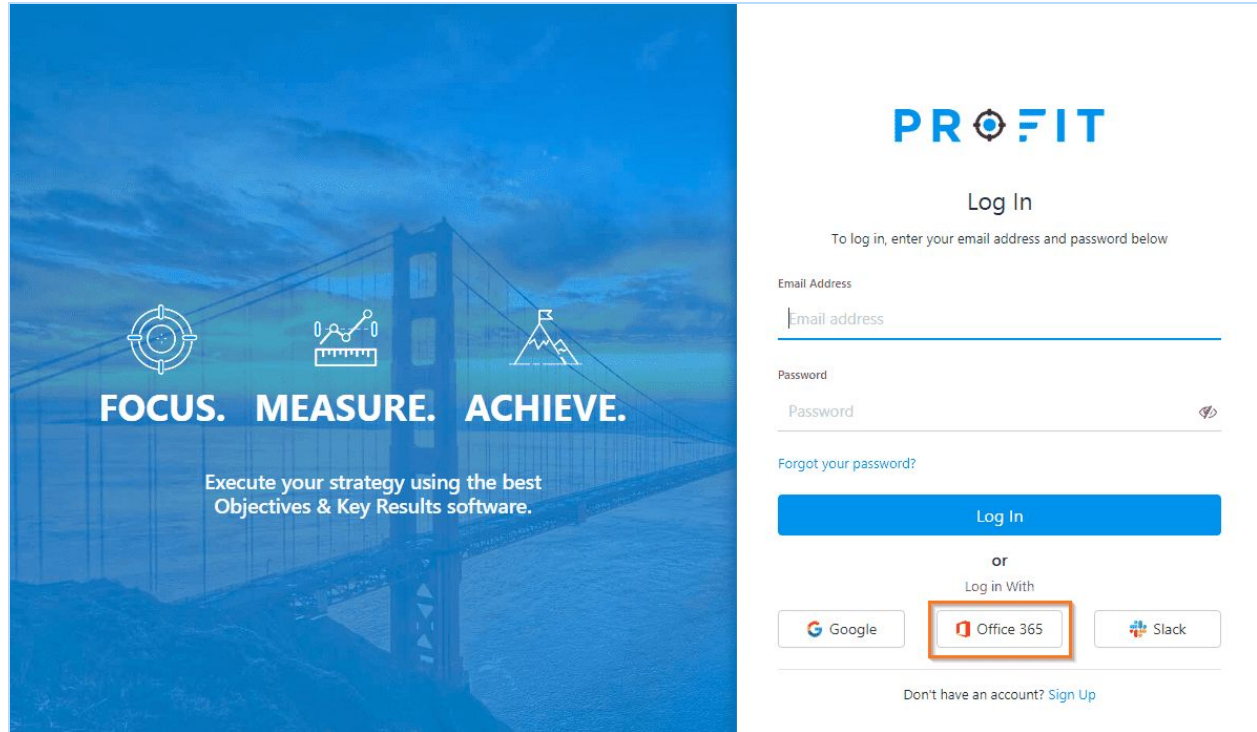 FOCUS. MEASURE. ACHIEVE.
Execute your strategy using the best
Objectives & Key Results software.
PROFIT
Log In
To log in, enter your email address and password below
Email Address
Email address
Password
Password
Forgot your password?
Log In
or
Log in With
Google Office 365 Slack
Don't have an account? Sign Up